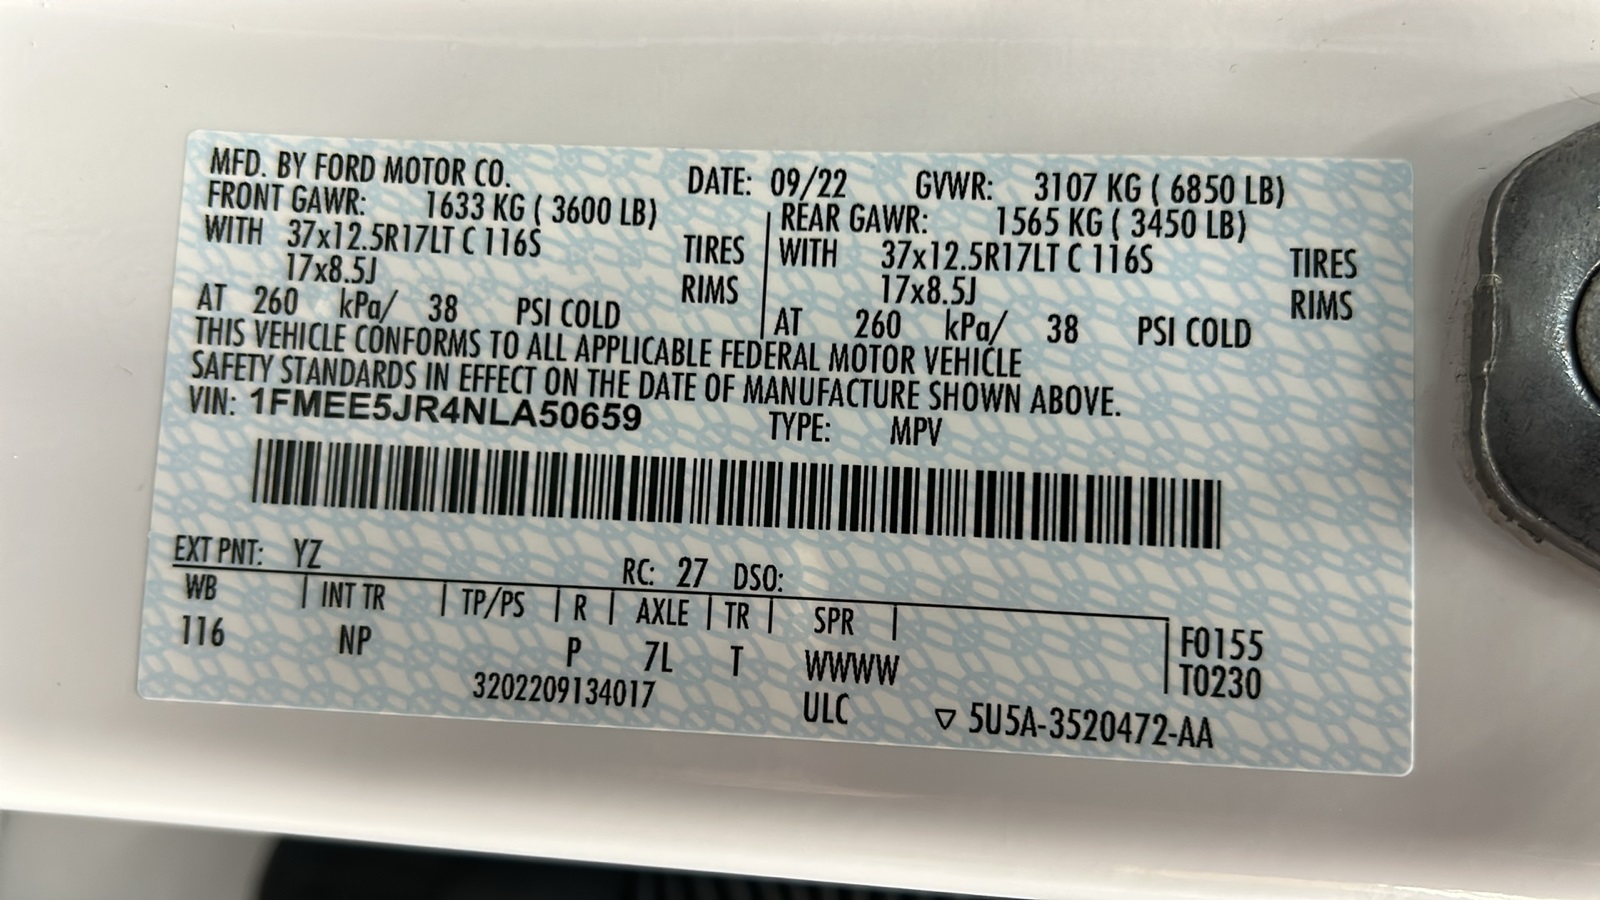 MFD. BY FORD MOTOR CO. DATE: 09/22 GVWR: 3107 KG ( 6850 LB)
FRONT GAWR: 1633 KG ( 3600 LB) REAR GAWR: 1565 KG ( 3450 LB)
WITH 37x12.5R17LT C 116S TIRES WITH 37x12.5R17LT C 116S TIRES
17x8.5J RIMS 17x8.5J RIMS
AT 260 kPa/ 38 PSI COLD AT 260 kPa/ 38 PSI COLD
THIS VEHICLE CONFORMS TO ALL APPLICABLE FEDERAL MOTOR VEHICLE
SAFETY STANDARDS IN EFFECT ON THE DATE OF MANUFACTURE SHOWN ABOVE.
VIN: 1FMEE5JR4NLA50659 TYPE: MPV
EXT PNT: YZ RC: 27 DSO:
WB INT TR TP/PS R AXLE TR SPR F0155
116 NP P 7L T WWWW T0230
3202209134017 ULC ▽ 5U5A-3520472-AA